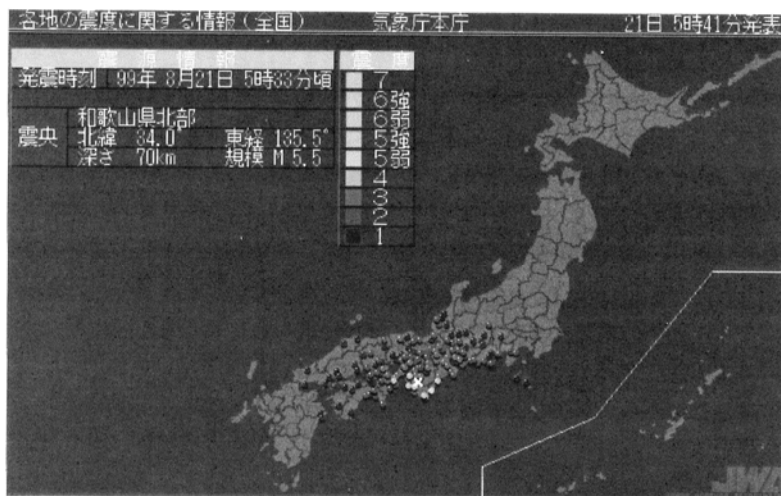 各地の震度に関する情報(全国) 気象庁本庁 21日 5時41分発表
震源情報
発震時刻 99年 8月21日 5時33分頃
震央
和歌山県北部
北緯 34.0° 東経 135.5°
深さ 70km 規模 M 5.5
震度
7
6強
6弱
5強
5弱
4
3
2
1
JWA